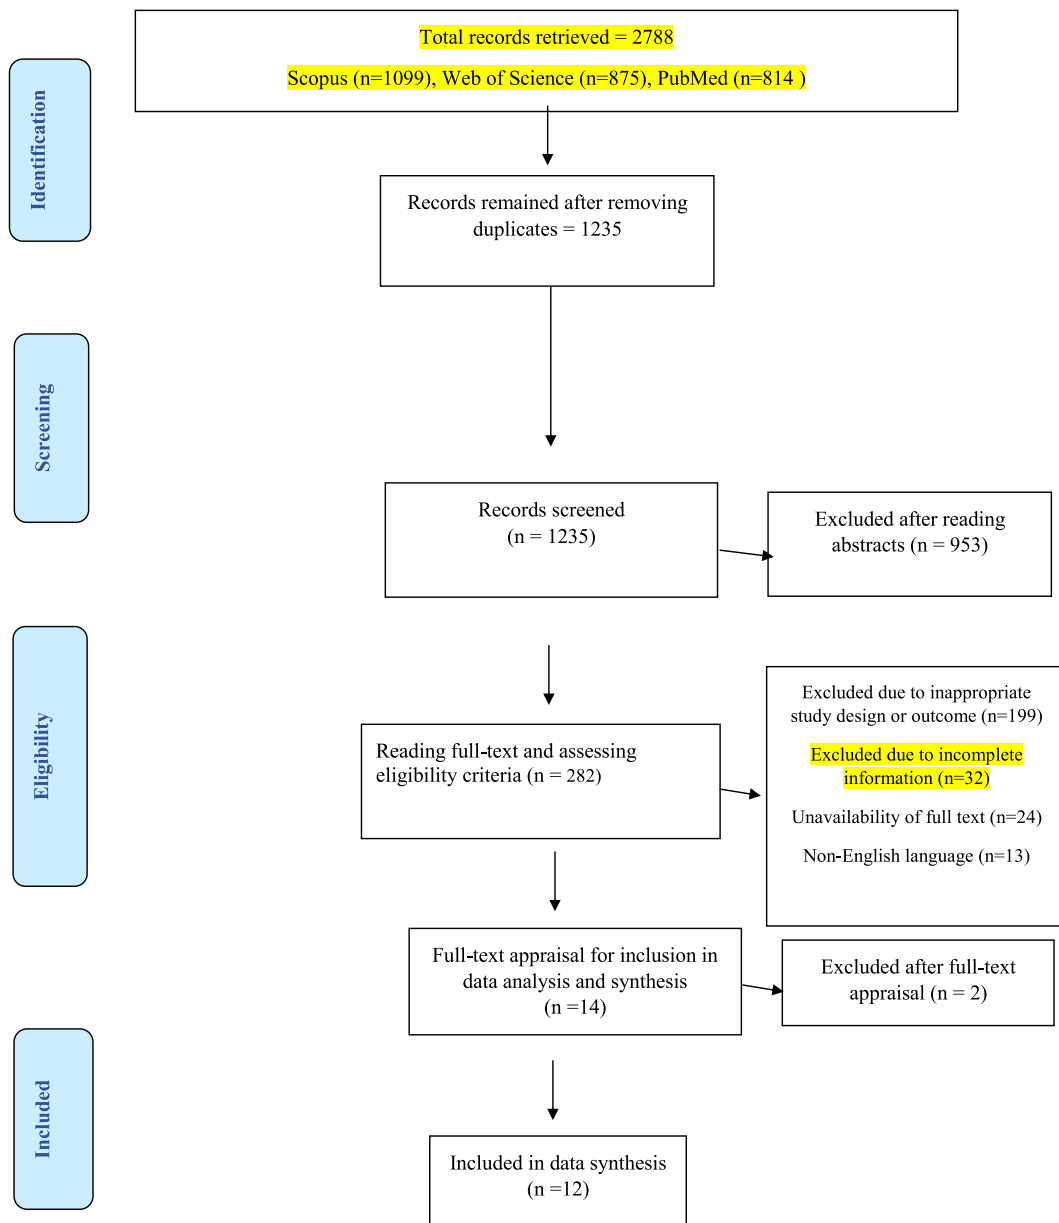 Total records retrieved = 2788
Scopus (n=1099), Web of Science (n=875), PubMed (n=814 )
Identification
Records remained after removing
duplicates = 1235
Screening
Records screened
(n = 1235)
Excluded after reading
abstracts (n = 953)
Eligibility
Reading full-text and assessing
eligibility criteria (n = 282)
Excluded due to inappropriate
study design or outcome (n=199)
Excluded due to incomplete
information (n=32)
Unavailability of full text (n=24)
Non-English language (n=13)
Full-text appraisal for inclusion in
data analysis and synthesis
(n =14)
Excluded after full-text
appraisal (n = 2)
Included
Included in data synthesis
(n =12)